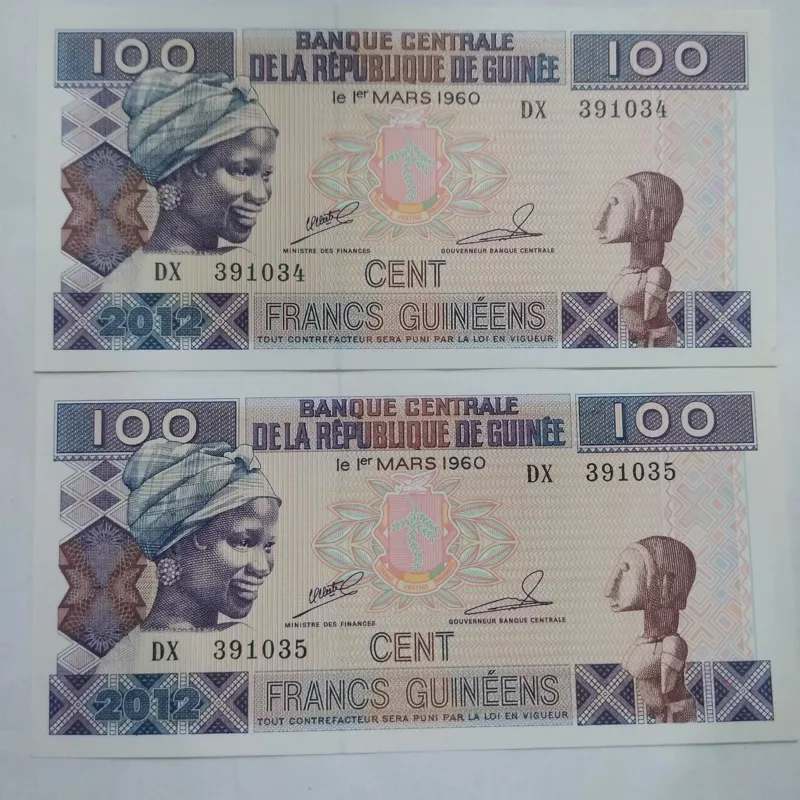 100 BANQUE CENTRALE 100
DE LA RÉPUBLIQUE DE GUINÉE
le 1er MARS 1960
DX 391034
JUSTICE
MINISTRE DES FINANCES GOUVERNEUR BANQUE CENTRALE
DX 391034 CENT
2012 FRANCS GUINÉENS
TOUT CONTREFACTEUR SERA PUNI PAR LA LOI EN VIGUEUR
100 BANQUE CENTRALE 100
DE LA RÉPUBLIQUE DE GUINÉE
le 1er MARS 1960
DX 391035
JUSTICE
MINISTRE DES FINANCES GOUVERNEUR BANQUE CENTRALE
DX 391035 CENT
2012 FRANCS GUINÉENS
TOUT CONTREFACTEUR SERA PUNI PAR LA LOI EN VIGUEUR